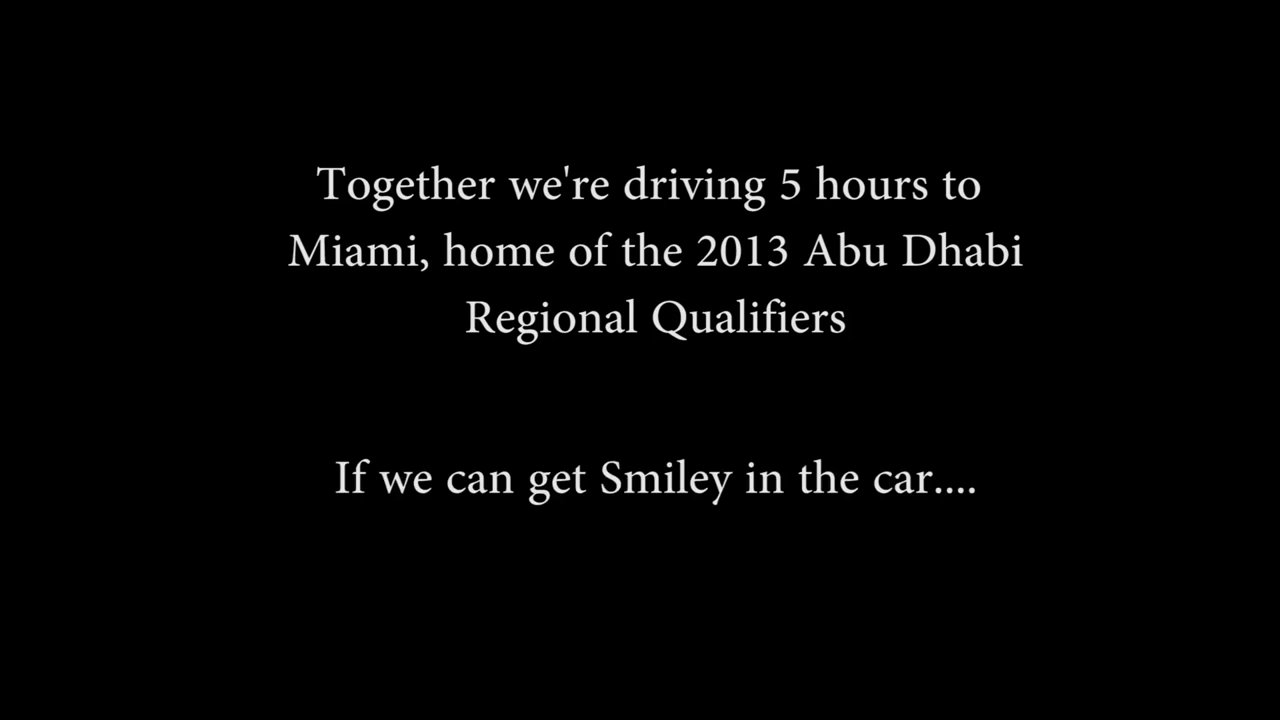 Together we're driving 5 hours to
Miami, home of the 2013 Abu Dhabi
Regional Qualifiers
If we can get Smiley in the car....